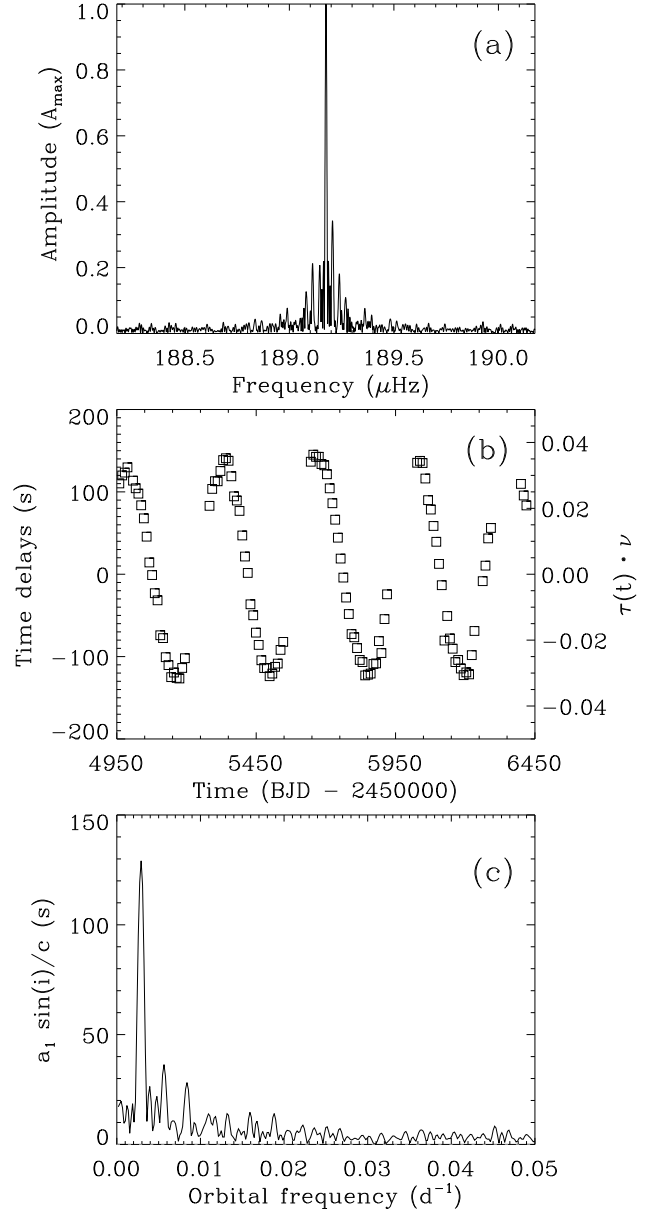 (a)
1.0
0.8
0.6
0.4
0.2
0.0
Amplitude (A_max)
188.5 189.0 189.5 190.0
Frequency (μHz)
(b)
200
100
0
−100
−200
Time delays (s)
0.04
0.02
0.00
−0.02
−0.04
τ(t) · ν
4950 5450 5950 6450
Time (BJD − 2450000)
(c)
150
100
50
0
a₁ sin(i)/c (s)
0.00 0.01 0.02 0.03 0.04 0.05
Orbital frequency (d⁻¹)